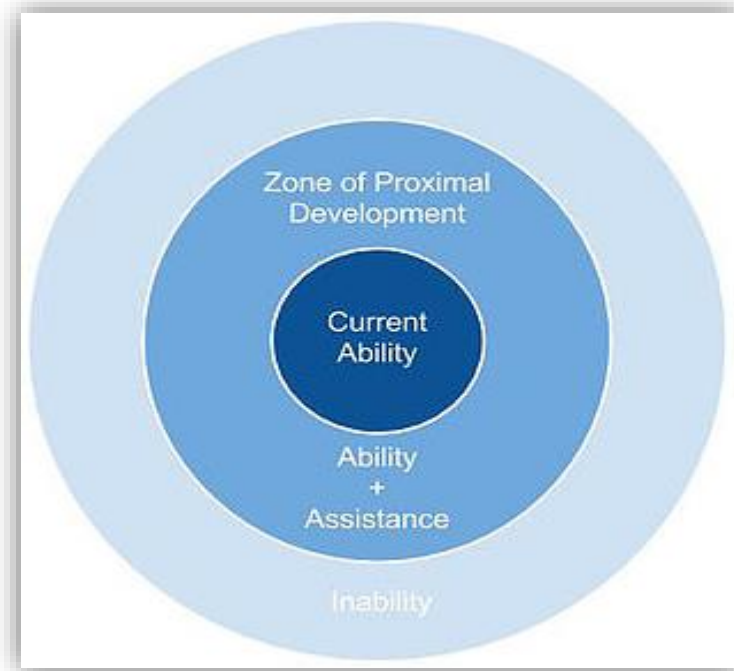 Zone of Proximal
Development
Current
Ability
Ability
+
Assistance
Inability